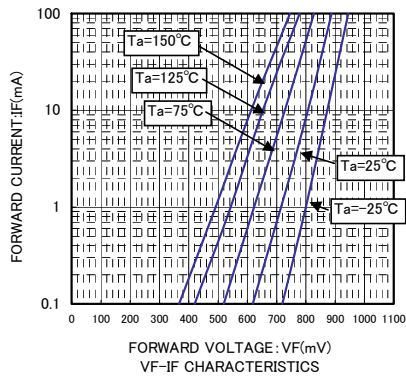 100
10
1
0.1
FORWARD CURRENT:IF(mA)
Ta=150°C
Ta=125°C
Ta=75°C
Ta=25°C
Ta=-25°C
0 100 200 300 400 500 600 700 800 900 1000 1100
FORWARD VOLTAGE:VF(mV)
VF-IF CHARACTERISTICS